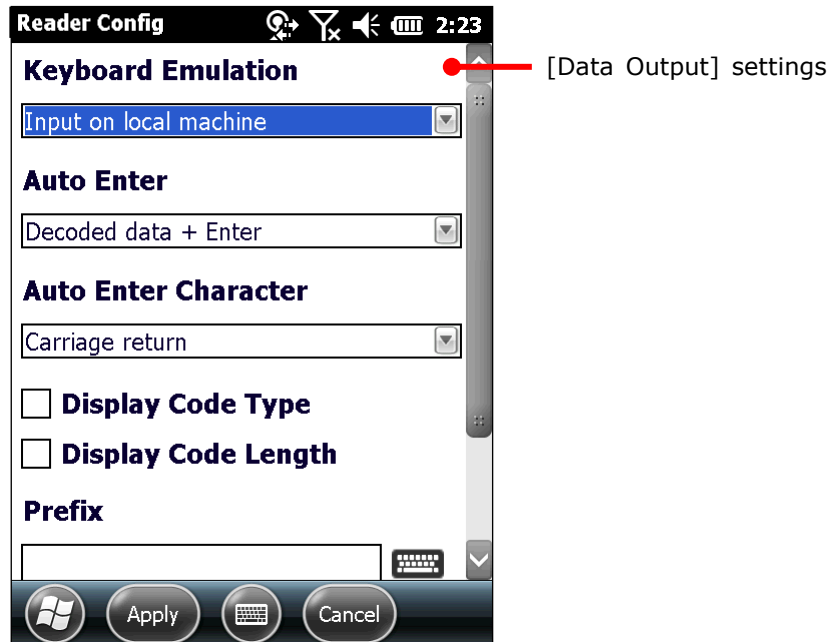 Reader Config 2:23
Keyboard Emulation
[Data Output] settings
Input on local machine
Auto Enter
Decoded data + Enter
Auto Enter Character
Carriage return
Display Code Type
Display Code Length
Prefix
Apply Cancel